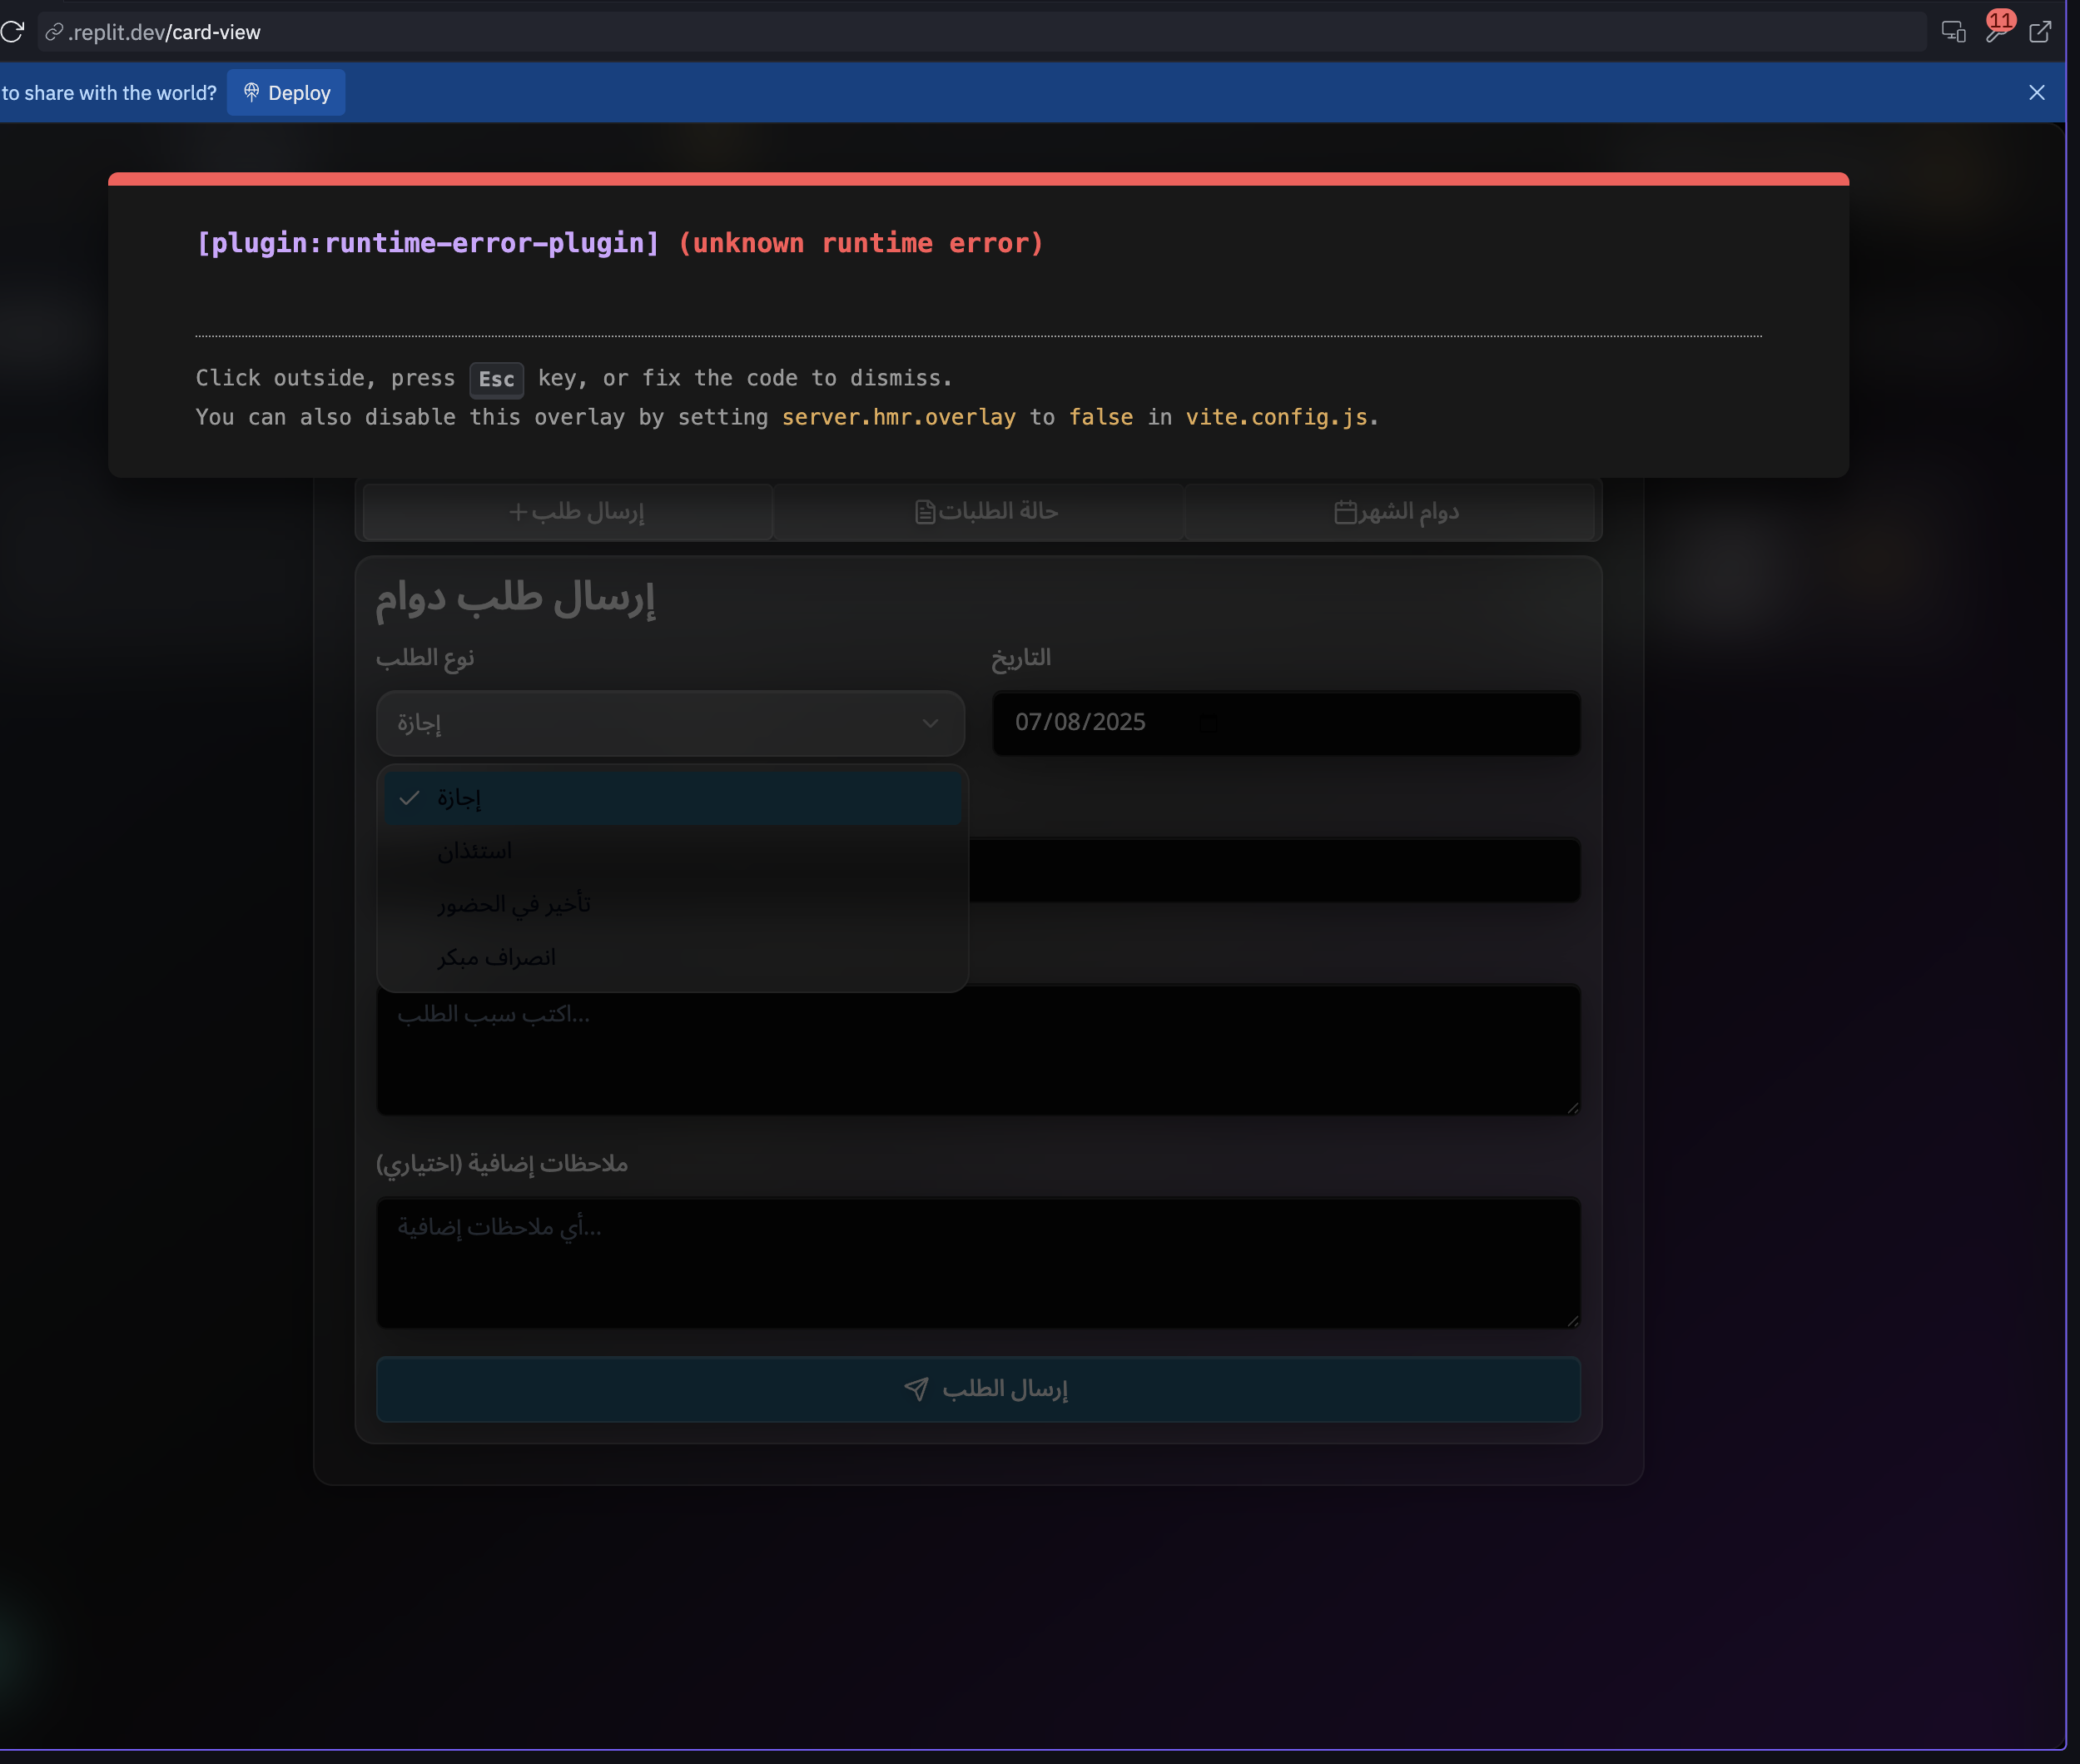 .replit.dev/card-view
11
to share with the world?
Deploy
[plugin:runtime-error-plugin] (unknown runtime error)
Click outside, press Esc key, or fix the code to dismiss.
You can also disable this overlay by setting server.hmr.overlay to false in vite.config.js.
إرسال طلب
حالة الطلبات
دوام الشهر
إرسال طلب دوام
نوع الطلب
التاريخ
إجازة
07/08/2025
إجازة
استئذان
تأخير في الحضور
انصراف مبكر
اكتب سبب الطلب...
ملاحظات إضافية (اختياري)
أي ملاحظات إضافية...
إرسال الطلب